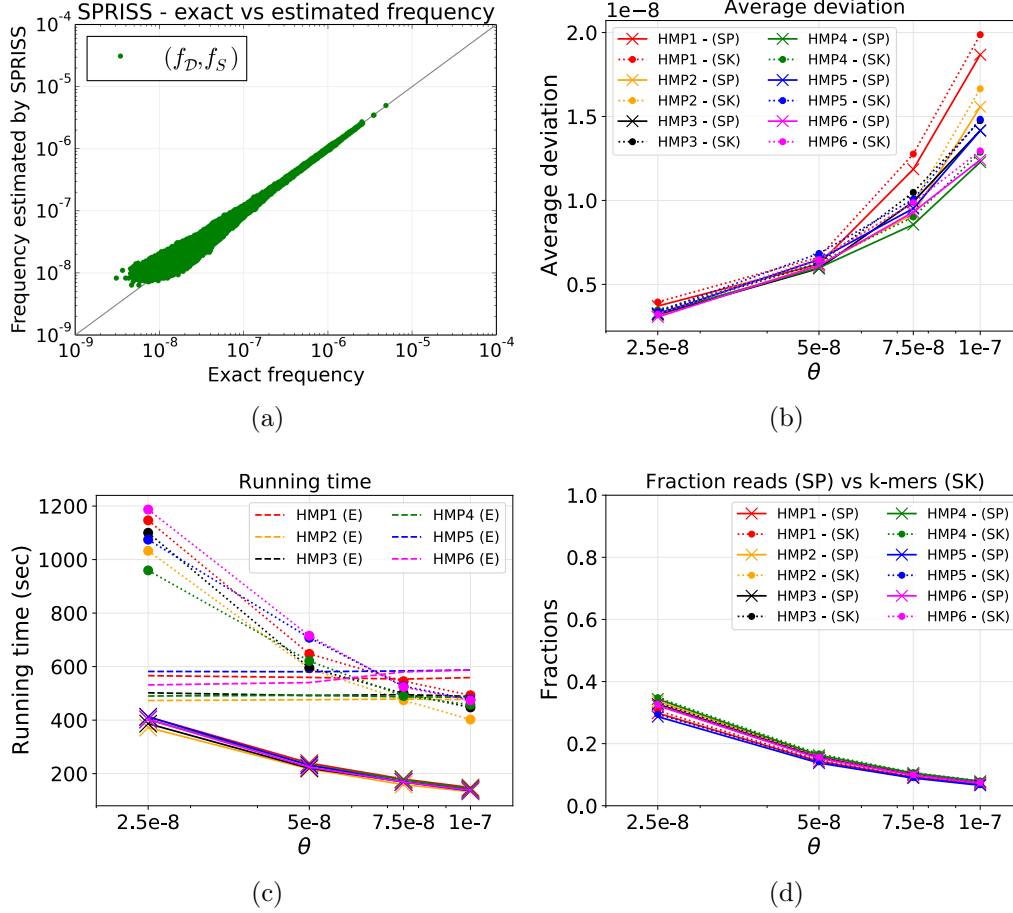 SPRISS - exact vs estimated frequency
(f_D, f_S)
Frequency estimated by SPRISS
10^-4
10^-5
10^-6
10^-7
10^-8
10^-9
10^-9 10^-8 10^-7 10^-6 10^-5 10^-4
Exact frequency
(a)
Average deviation
1e-8
HMP1 - (SP) HMP4 - (SP)
HMP1 - (SK) HMP4 - (SK)
HMP2 - (SP) HMP5 - (SP)
HMP2 - (SK) HMP5 - (SK)
HMP3 - (SP) HMP6 - (SP)
HMP3 - (SK) HMP6 - (SK)
Average deviation
2.0
1.5
1.0
0.5
2.5e-8 5e-8 7.5e-8 1e-7
θ
(b)
Running time
HMP1 (E) HMP4 (E)
HMP2 (E) HMP5 (E)
HMP3 (E) HMP6 (E)
Running time (sec)
1200
1000
800
600
400
200
2.5e-8 5e-8 7.5e-8 1e-7
θ
(c)
Fraction reads (SP) vs k-mers (SK)
HMP1 - (SP) HMP4 - (SP)
HMP1 - (SK) HMP4 - (SK)
HMP2 - (SP) HMP5 - (SP)
HMP2 - (SK) HMP5 - (SK)
HMP3 - (SP) HMP6 - (SP)
HMP3 - (SK) HMP6 - (SK)
Fractions
1.0
0.8
0.6
0.4
0.2
0.0
2.5e-8 5e-8 7.5e-8 1e-7
θ
(d)